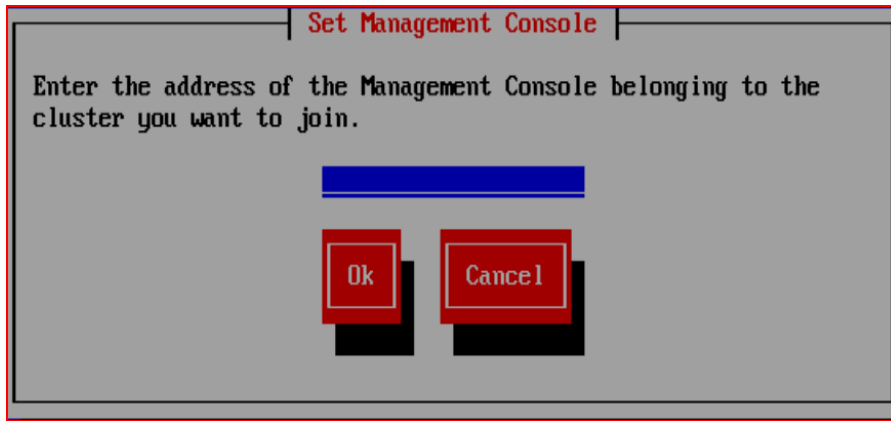 Set Management Console
Enter the address of the Management Console belonging to the
cluster you want to join.
Ok Cancel